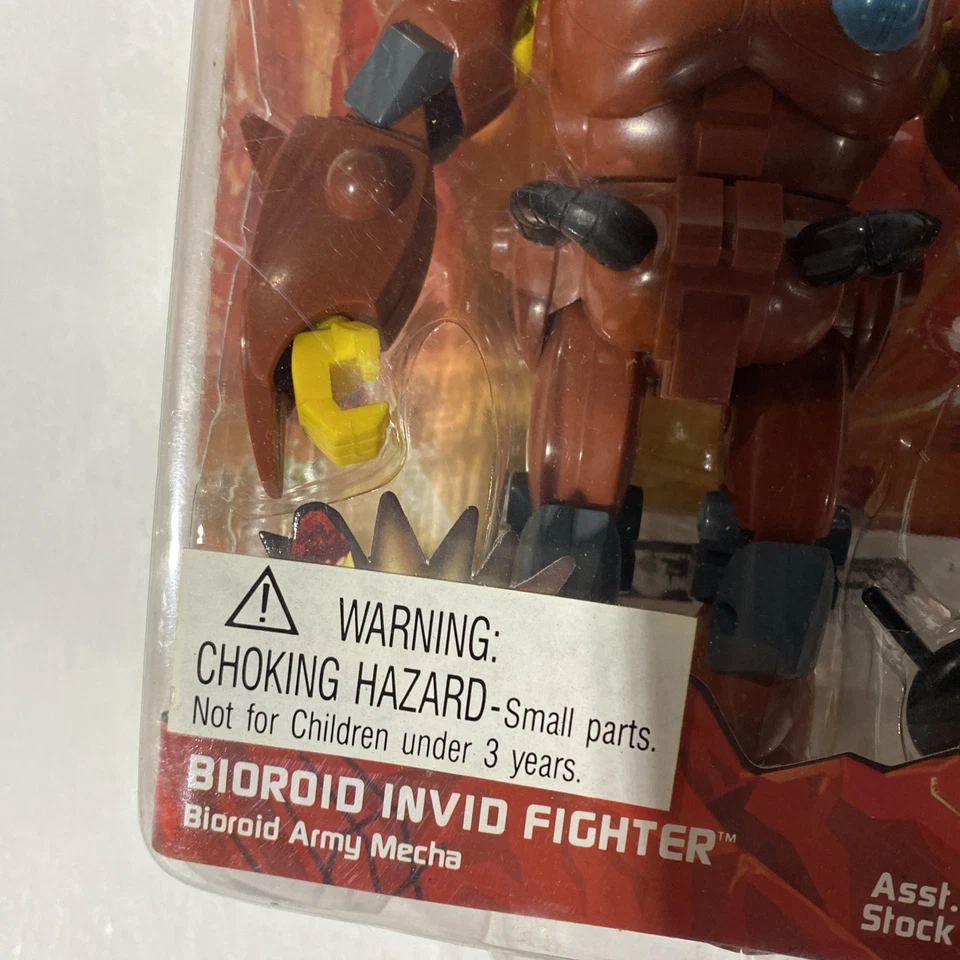 WARNING:
CHOKING HAZARD-Small parts.
Not for Children under 3 years.
BIOROID INVID FIGHTER™
Bioroid Army Mecha
Asst.
Stock